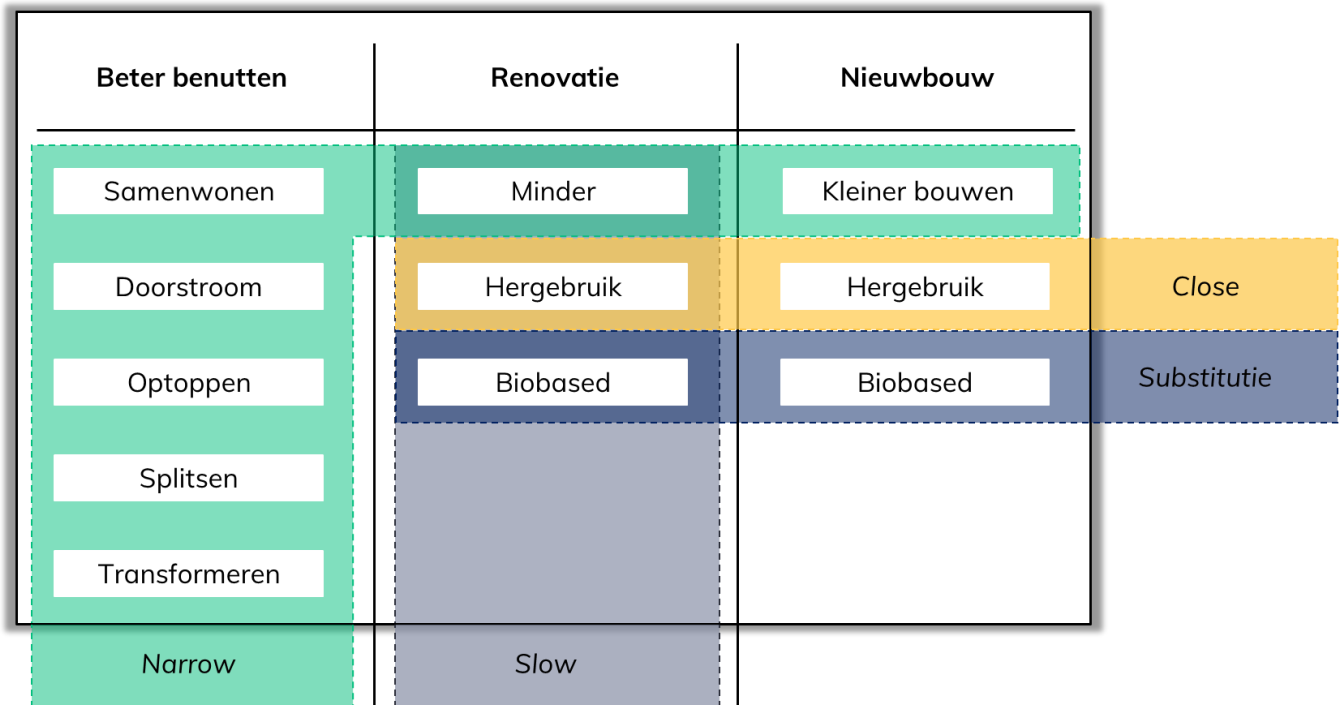 Beter benutten
Renovatie
Nieuwbouw
Samenwonen
Minder
Kleiner bouwen
Doorstroom
Hergebruik
Hergebruik
Close
Optoppen
Biobased
Biobased
Substitutie
Splitsen
Transformeren
Narrow
Slow